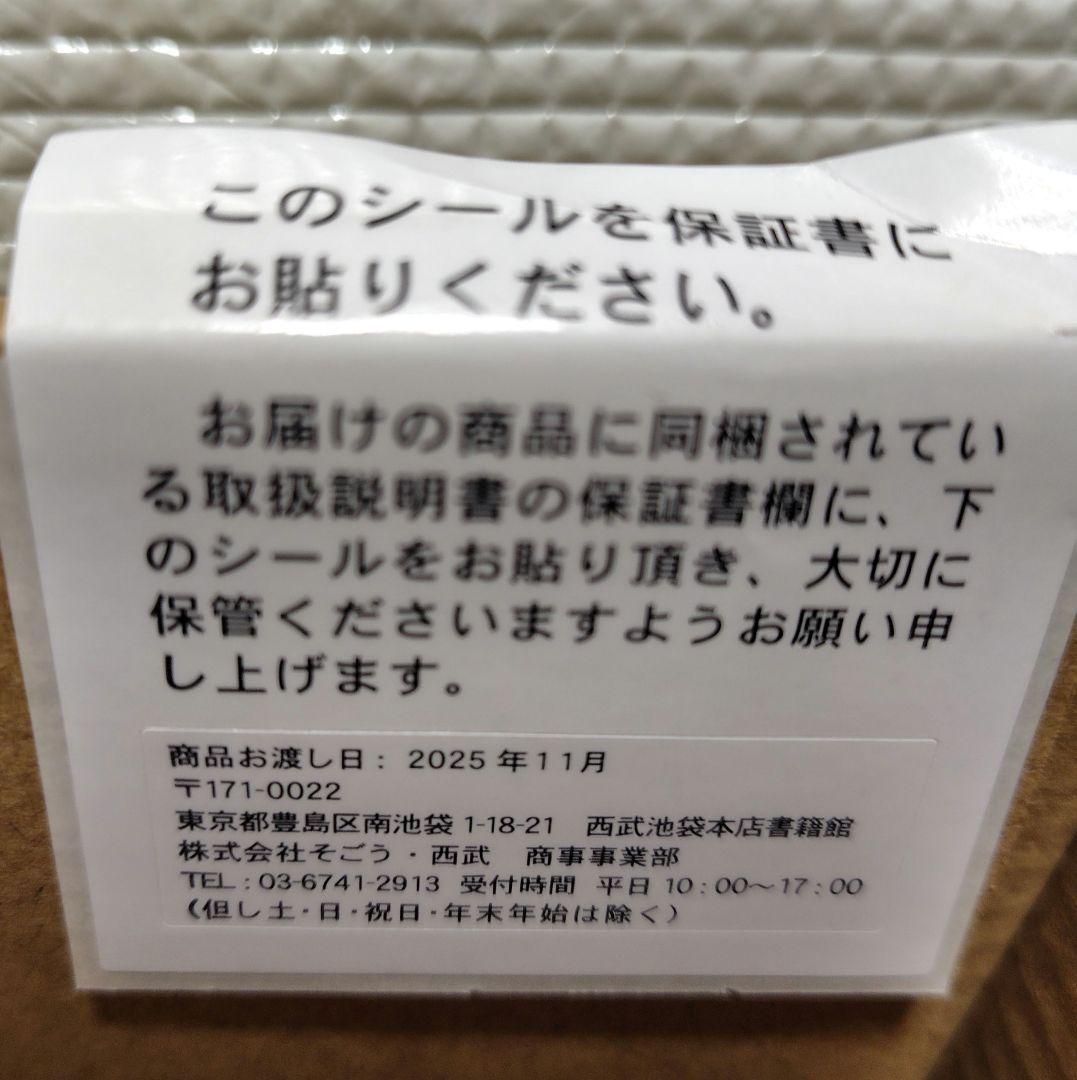 このシールを保証書に
お貼りください。
お届けの商品に同梱されてい
る取扱説明書の保証書欄に、下
のシールをお貼り頂き、大切に
保管くださいますようお願い申
し上げます。
商品お渡し日： 2025 年11月
〒171-0022
東京都豊島区南池袋 1-18-21　西武池袋本店書籍館
株式会社そごう・西武　商事事業部
TEL：03-6741-2913 受付時間 平日 10：00～17：00
（但し土・日・祝日・年末年始は除く）